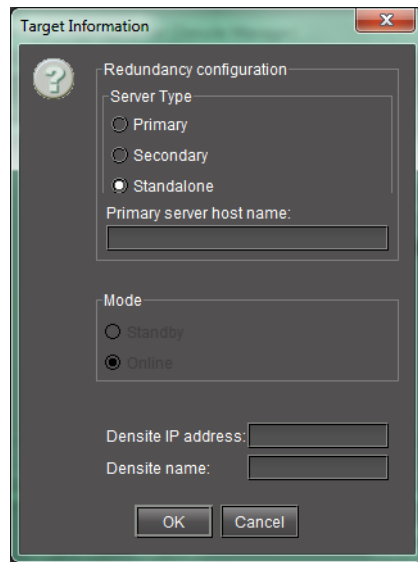 Target Information
Redundancy configuration
Server Type
Primary
Secondary
Standalone
Primary server host name:
Mode
Standby
Online
Densite IP address:
Densite name:
OK Cancel